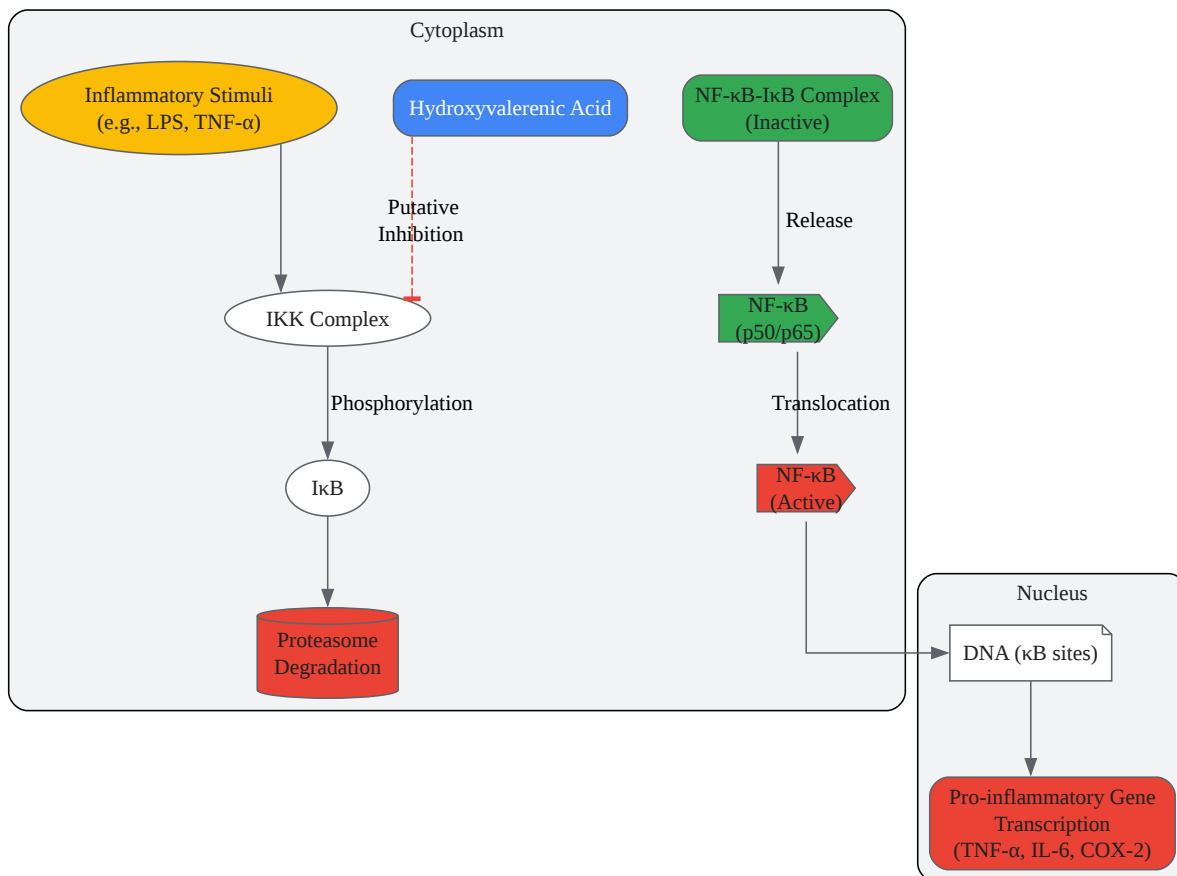 Cytoplasm
Inflammatory Stimuli
(e.g., LPS, TNF-α)
Hydroxyvalerenic Acid
NF-κB-IκB Complex
(Inactive)
Putative
Inhibition
Release
IKK Complex
NF-κB
(p50/p65)
Phosphorylation
Translocation
IκB
NF-κB
(Active)
Proteasome
Degradation
Nucleus
DNA (κB sites)
Pro-inflammatory Gene
Transcription
(TNF-α, IL-6, COX-2)